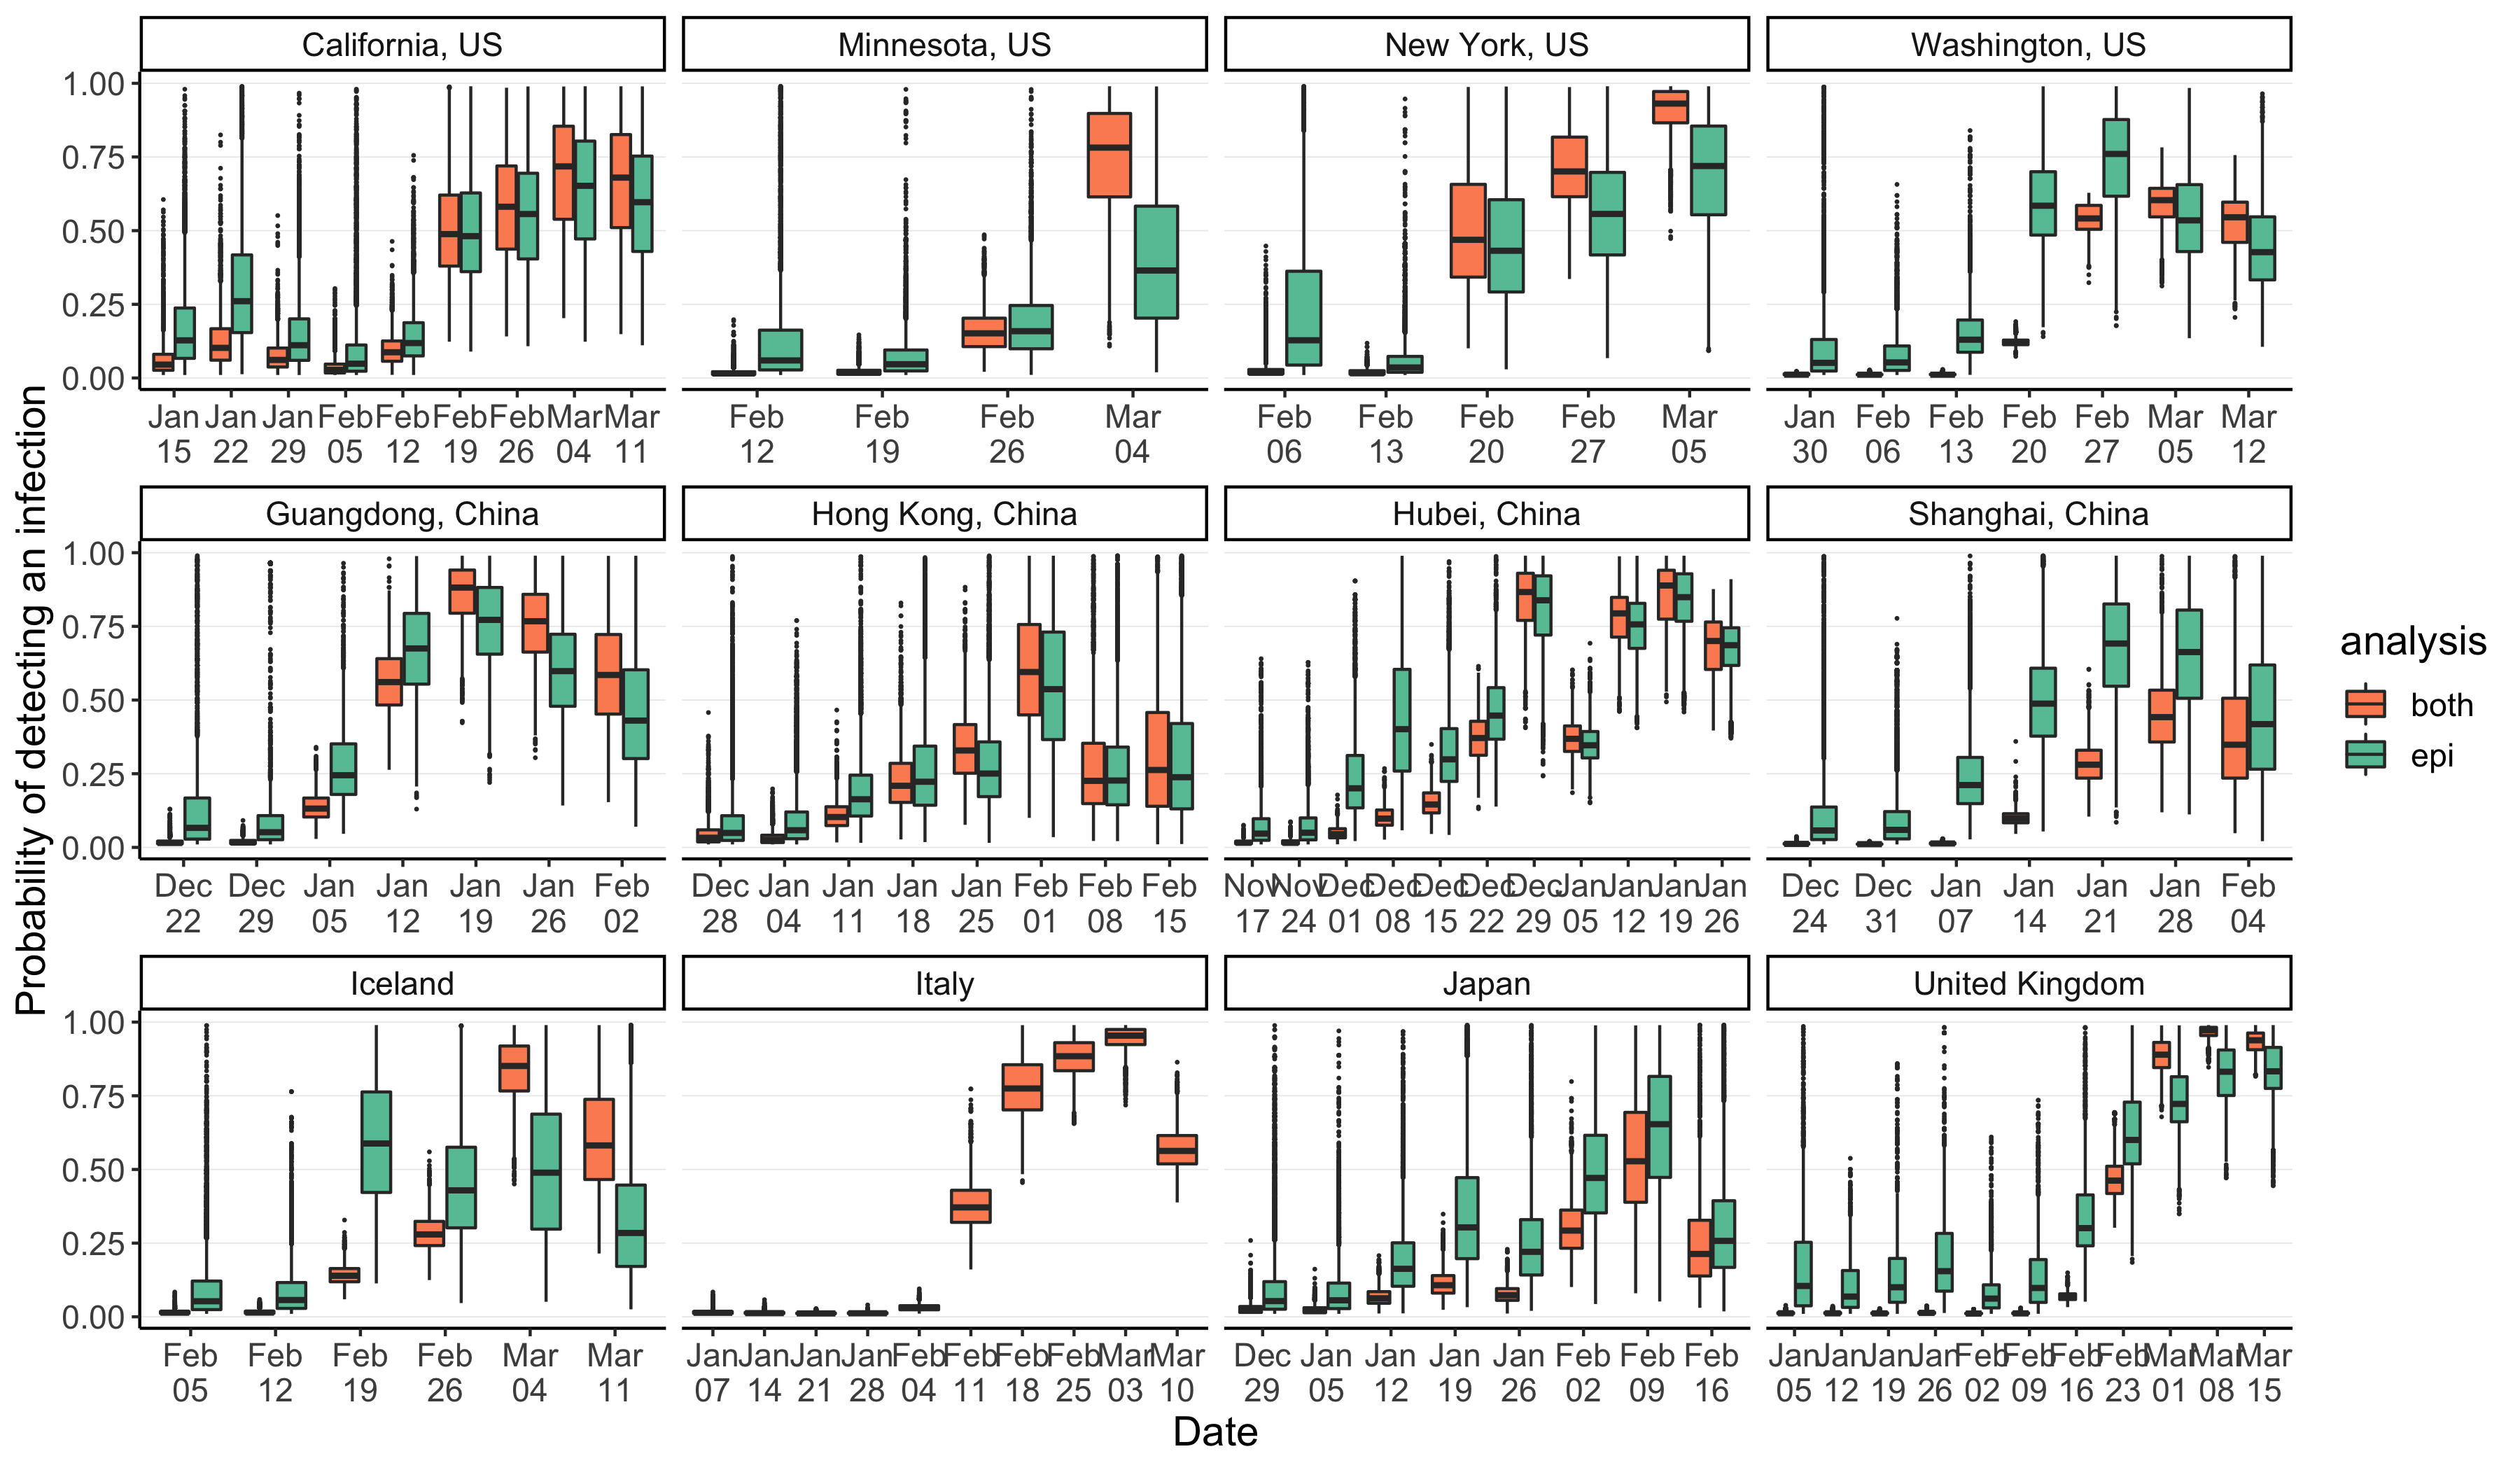 California, US Minnesota, US New York, US Washington, US
1.00
0.75
0.50
0.25
0.00
Jan Jan Jan Feb Feb Feb Feb Mar Mar Feb Feb Feb Mar Feb Feb Feb Feb Mar Jan Feb Feb Feb Feb Mar Mar
15 22 29 05 12 19 26 04 11 12 19 26 04 06 13 20 27 05 30 06 13 20 27 05 12
Guangdong, China Hong Kong, China Hubei, China Shanghai, China
1.00
0.75
0.50
0.25
0.00
Dec Dec Jan Jan Jan Jan Feb Dec Jan Jan Jan Jan Feb Feb Feb Nov Nov Dec Dec Dec Dec Dec Jan Jan Jan Jan Dec Dec Jan Jan Jan Jan Feb
22 29 05 12 19 26 02 28 04 11 18 25 01 08 15 17 24 01 08 15 22 29 05 12 19 26 24 31 07 14 21 28 04
Iceland Italy Japan United Kingdom
1.00
0.75
0.50
0.25
0.00
Feb Feb Feb Feb Mar Mar Jan Jan Jan Jan Feb Feb Feb Feb Mar Mar Dec Jan Jan Jan Jan Feb Feb Feb Jan Jan Jan Jan Feb Feb Feb Feb Mar Mar Mar
05 12 19 26 04 11 07 14 21 28 04 11 18 25 03 10 29 05 12 19 26 02 09 16 05 12 19 26 02 09 16 23 01 08 15
Date
Probability of detecting an infection
analysis
both
epi